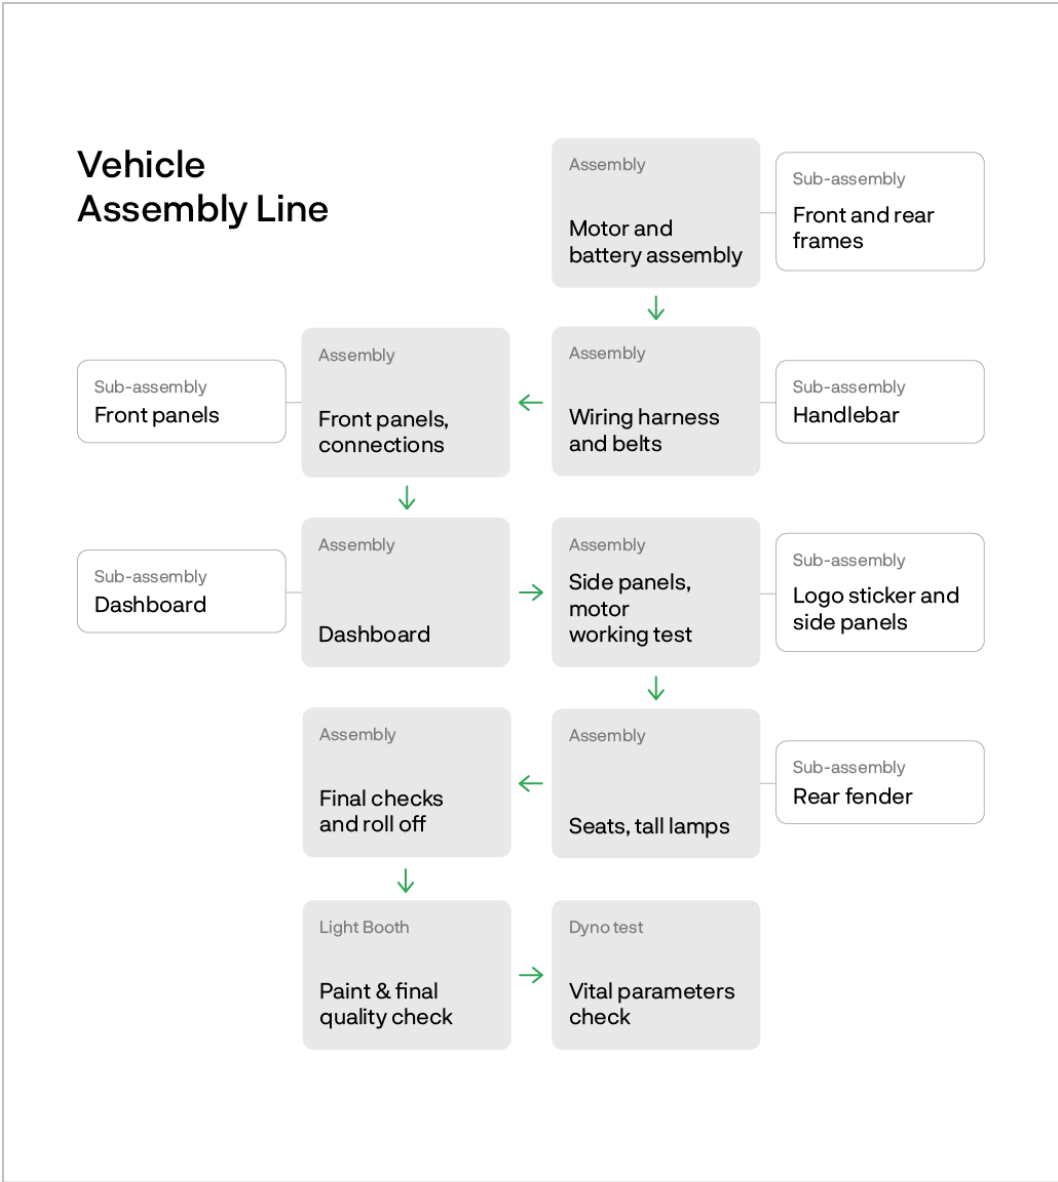 Vehicle
Assembly Line
Assembly
Motor and
battery assembly
Sub-assembly
Front and rear
frames
Assembly
Wiring harness
and belts
Sub-assembly
Handlebar
Assembly
Front panels,
connections
Sub-assembly
Front panels
Assembly
Dashboard
Sub-assembly
Dashboard
Assembly
Side panels,
motor
working test
Sub-assembly
Logo sticker and
side panels
Assembly
Seats, tall lamps
Sub-assembly
Rear fender
Assembly
Final checks
and roll off
Light Booth
Paint & final
quality check
Dyno test
Vital parameters
check